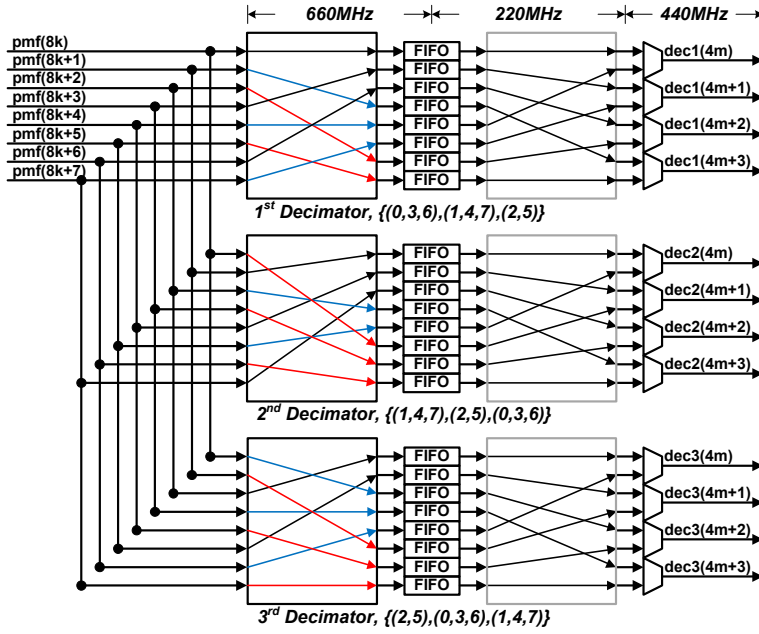 660MHz 220MHz 440MHz
pmf(8k)
pmf(8k+1)
pmf(8k+2)
pmf(8k+3)
pmf(8k+4)
pmf(8k+5)
pmf(8k+6)
pmf(8k+7)
FIFO
FIFO
FIFO
FIFO
FIFO
FIFO
FIFO
FIFO
dec1(4m)
dec1(4m+1)
dec1(4m+2)
dec1(4m+3)
1st Decimator, {(0,3,6),(1,4,7),(2,5)}
FIFO
FIFO
FIFO
FIFO
FIFO
FIFO
FIFO
FIFO
dec2(4m)
dec2(4m+1)
dec2(4m+2)
dec2(4m+3)
2nd Decimator, {(1,4,7),(2,5),(0,3,6)}
FIFO
FIFO
FIFO
FIFO
FIFO
FIFO
FIFO
FIFO
dec3(4m)
dec3(4m+1)
dec3(4m+2)
dec3(4m+3)
3rd Decimator, {(2,5),(0,3,6),(1,4,7)}